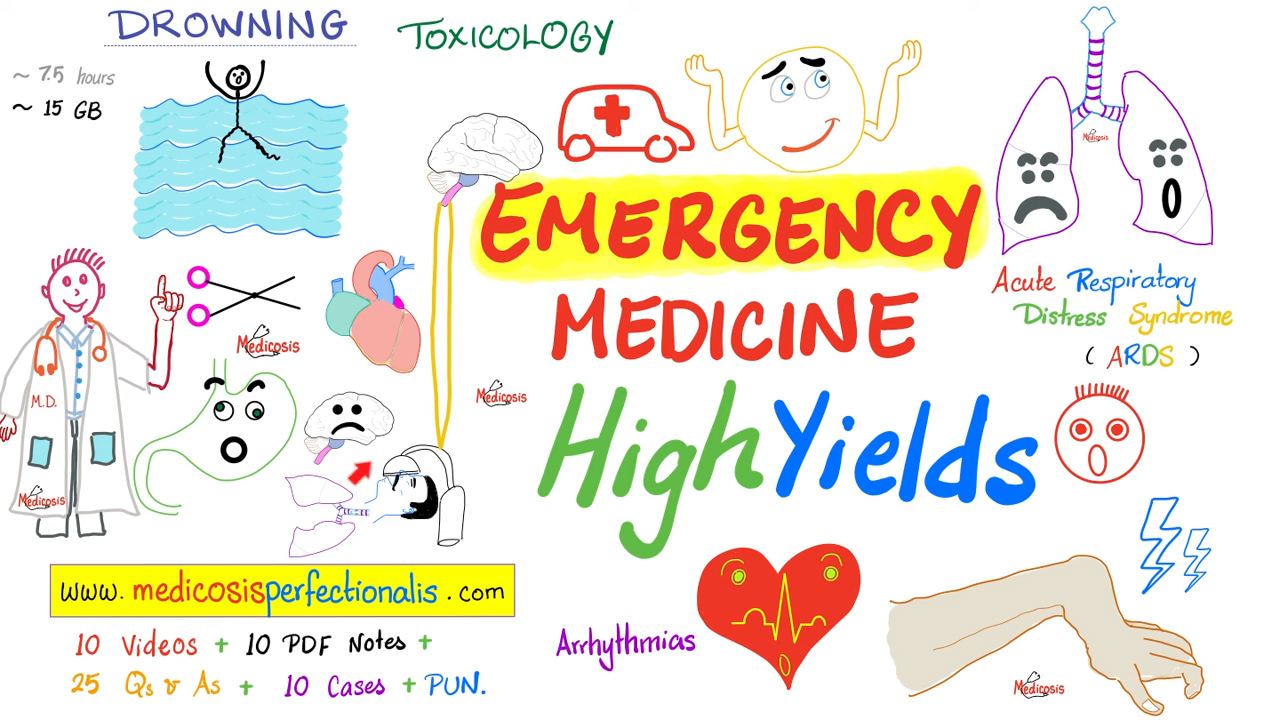 DROWNING
TOXICOLOGY
~ 7.5 hours
~ 15 GB
Medicosis
EMERGENCY
MEDICINE
High Yields
Acute Respiratory
Distress Syndrome
( ARDS )
Medicosis
Medicosis
M.D.
Medicosis
www.medicosisperfectionalis.com
10 Videos + 10 PDF Notes +
25 Qs & As + 10 Cases + PUN.
Arrhythmias
Medicosis